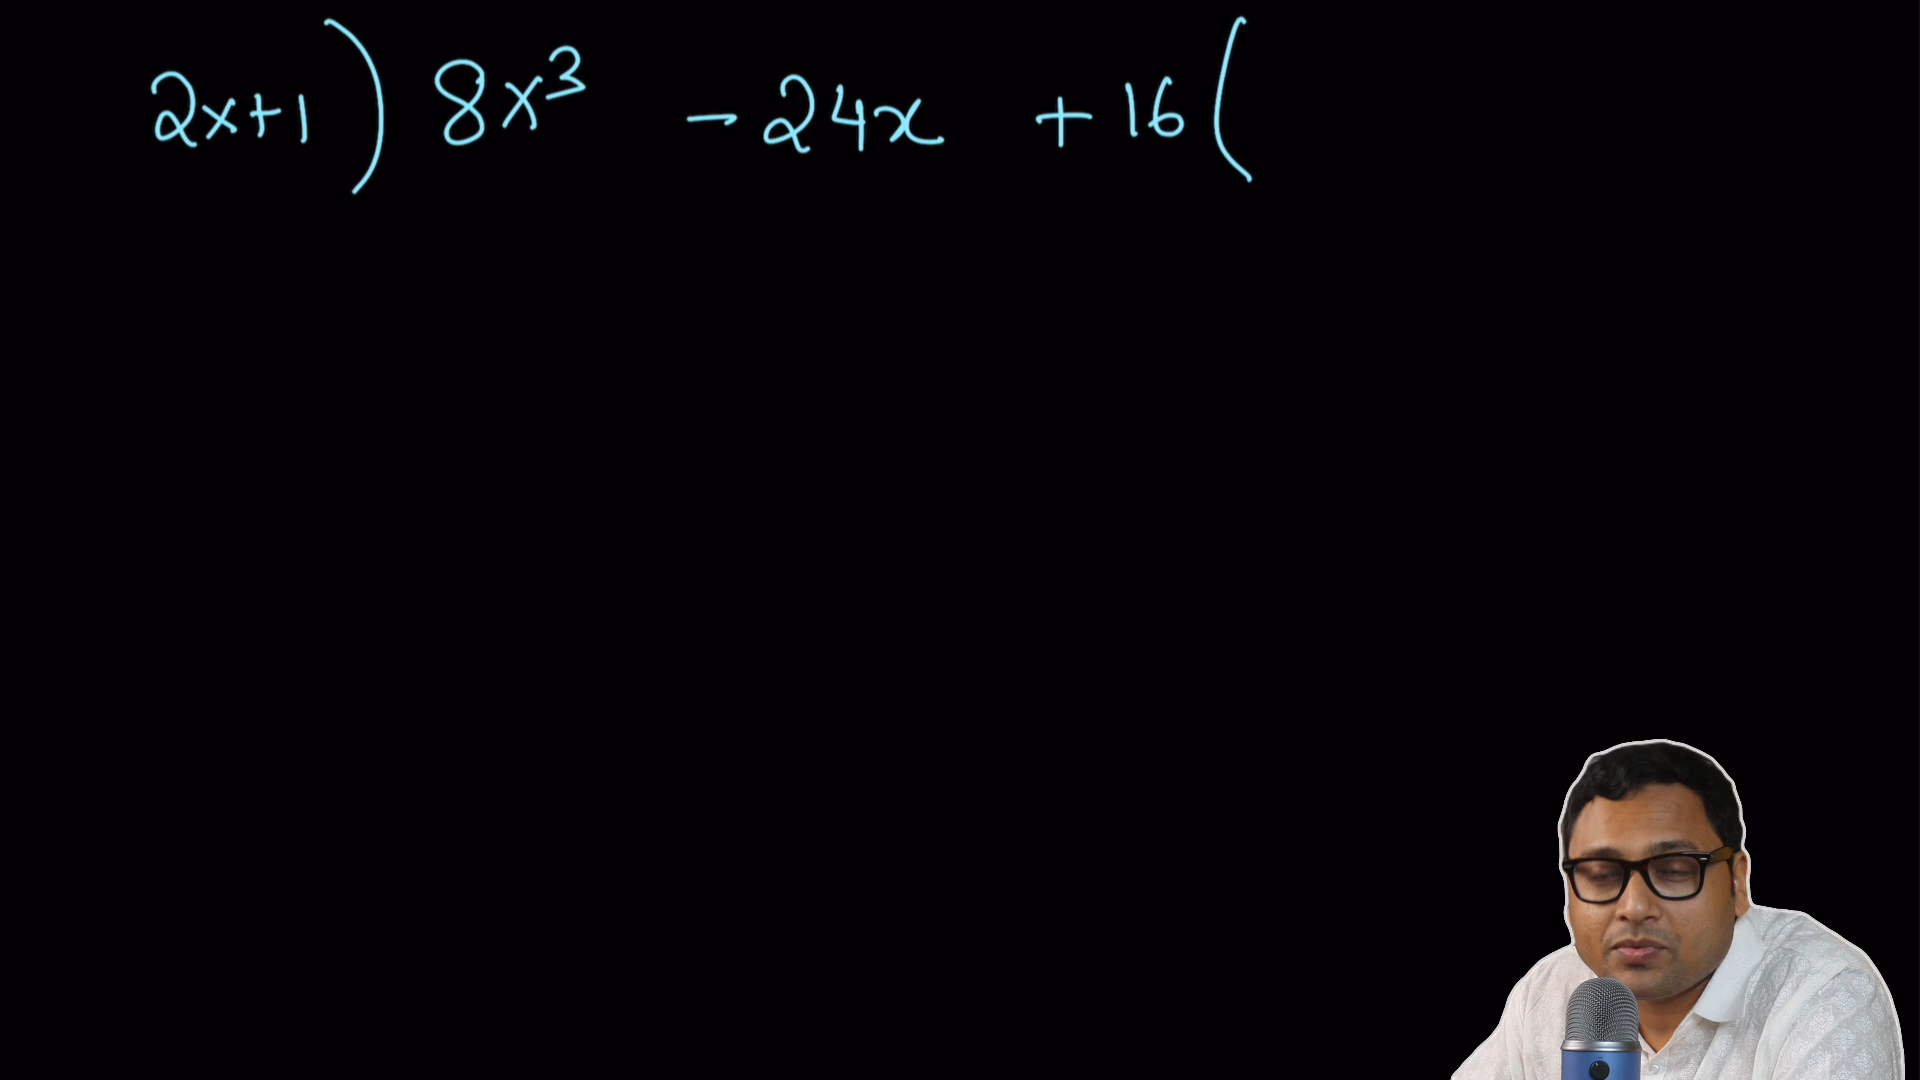 2x+1 ) 8x³ - 24x + 16 (